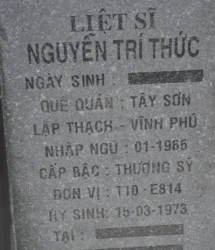 LIỆT SĨ
NGUYỄN TRÍ THỨC
NGÀY SINH :
QUÊ QUÁN : TÂY SƠN
LẬP THẠCH - VĨNH PHÚ
NHẬP NGŨ : 01-1965
CẤP BẬC : THƯỢNG SỸ
ĐƠN VỊ : T10 - E814
HY SINH: 15-03-1973
TẠI :